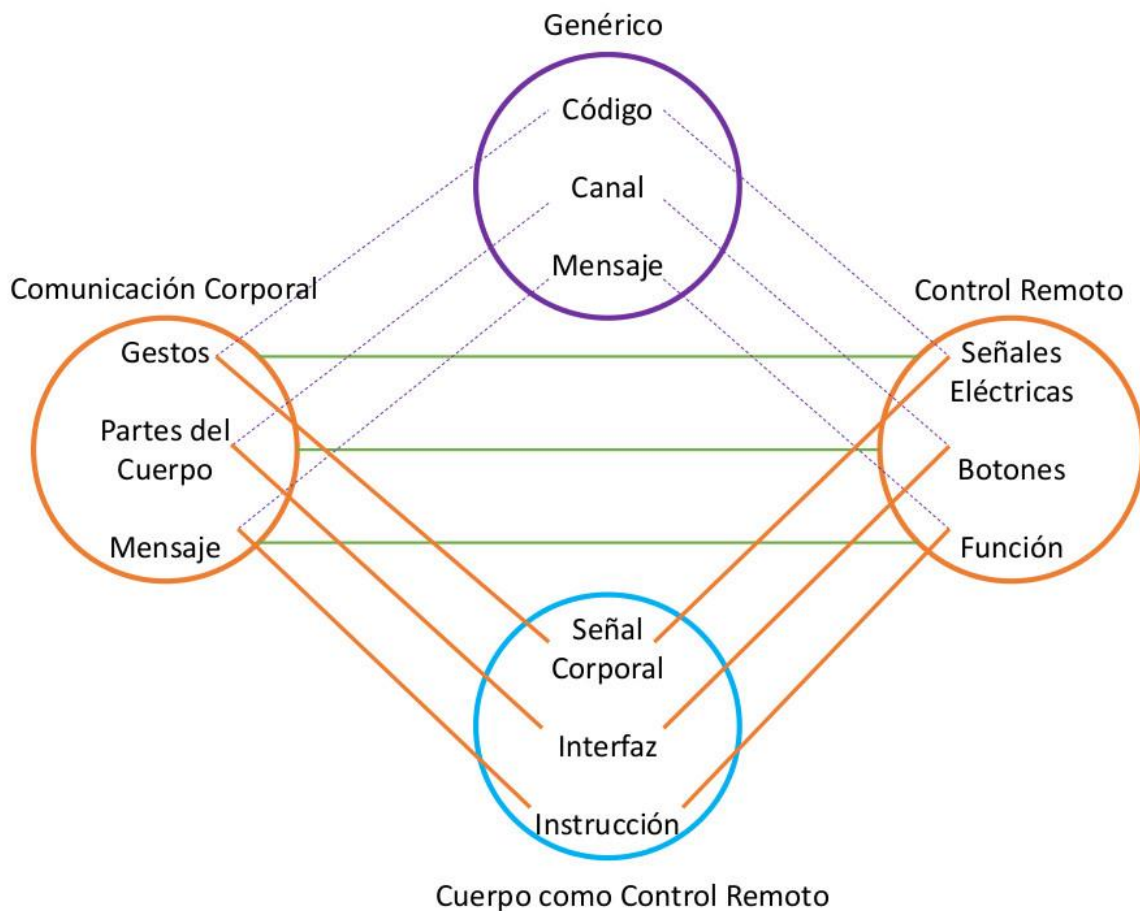 Genérico
Código
Canal
Mensaje
Comunicación Corporal
Gestos
Partes del
Cuerpo
Mensaje
Control Remoto
Señales
Eléctricas
Botones
Función
Señal
Corporal
Interfaz
Instrucción
Cuerpo como Control Remoto